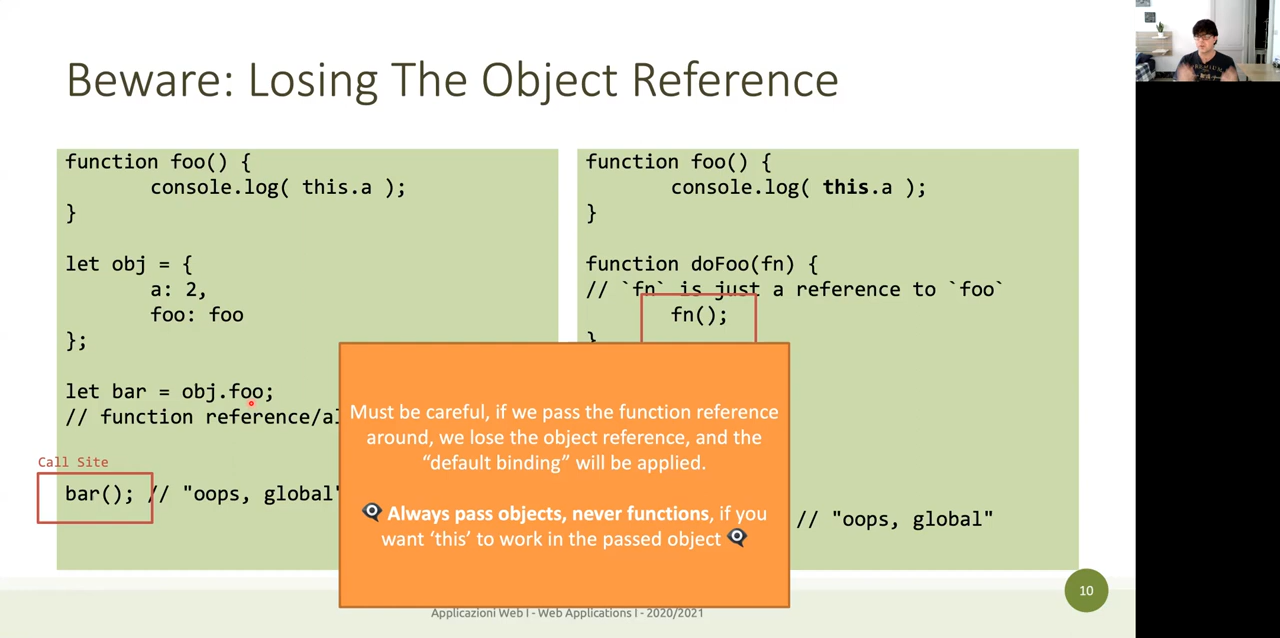 Beware: Losing The Object Reference
function foo() {
console.log( this.a );
}
let obj = {
a: 2,
foo: foo
};
let bar = obj.foo;
// function reference/al
Call Site
bar(); // "oops, global"
function foo() {
console.log( this.a );
}
function doFoo(fn) {
// `fn` is just a reference to `foo`
fn();
}
// "oops, global"
Must be careful, if we pass the function reference
around, we lose the object reference, and the
“default binding” will be applied.
Always pass objects, never functions, if you
want ‘this’ to work in the passed object
10
Applicazioni Web I - Web Applications I - 2020/2021